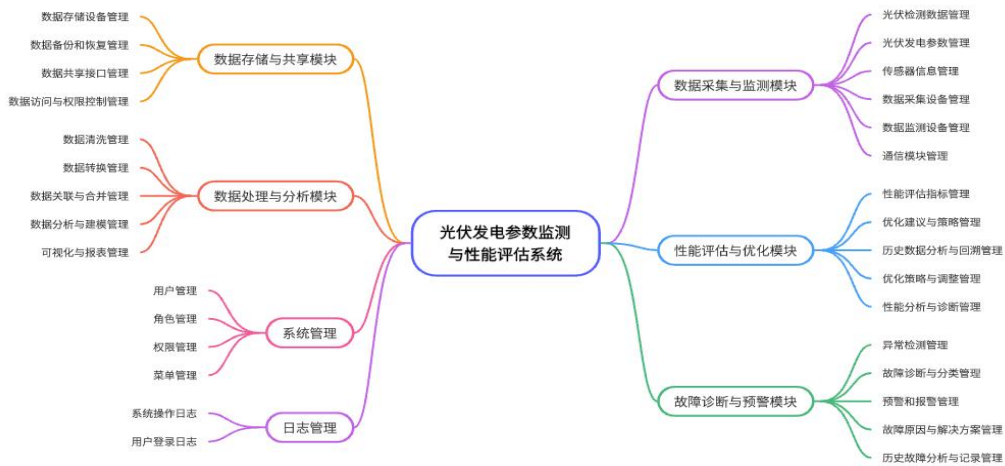 光伏发电参数监测
与性能评估系统
数据存储与共享模块
数据存储设备管理
数据备份和恢复管理
数据共享接口管理
数据访问与权限控制管理
数据处理与分析模块
数据清洗管理
数据转换管理
数据关联与合并管理
数据分析与建模管理
可视化与报表管理
系统管理
用户管理
角色管理
权限管理
菜单管理
日志管理
系统操作日志
用户登录日志
数据采集与监测模块
光伏检测数据管理
光伏发电参数管理
传感器信息管理
数据采集设备管理
数据监测设备管理
通信模块管理
性能评估与优化模块
性能评估指标管理
优化建议与策略管理
历史数据分析与回溯管理
优化策略与调整管理
性能分析与诊断管理
故障诊断与预警模块
异常检测管理
故障诊断与分类管理
预警和报警管理
故障原因与解决方案管理
历史故障分析与记录管理